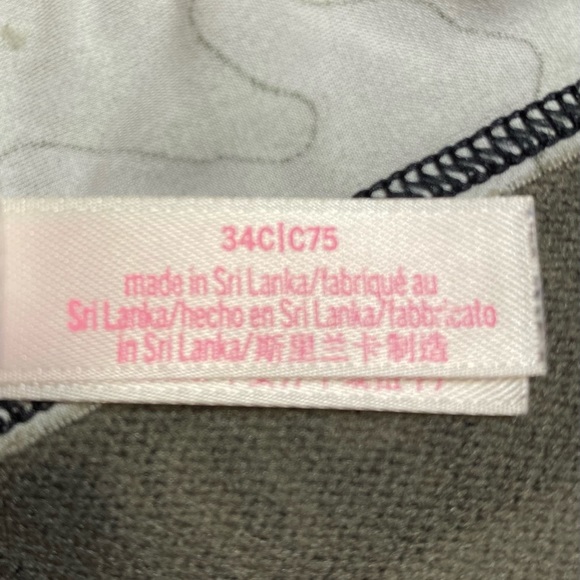 34C|C75
made in Sri Lanka/fabriqué au
Sri Lanka/hecho en Sri Lanka/fabbricato
in Sri Lanka/斯里兰卡制造